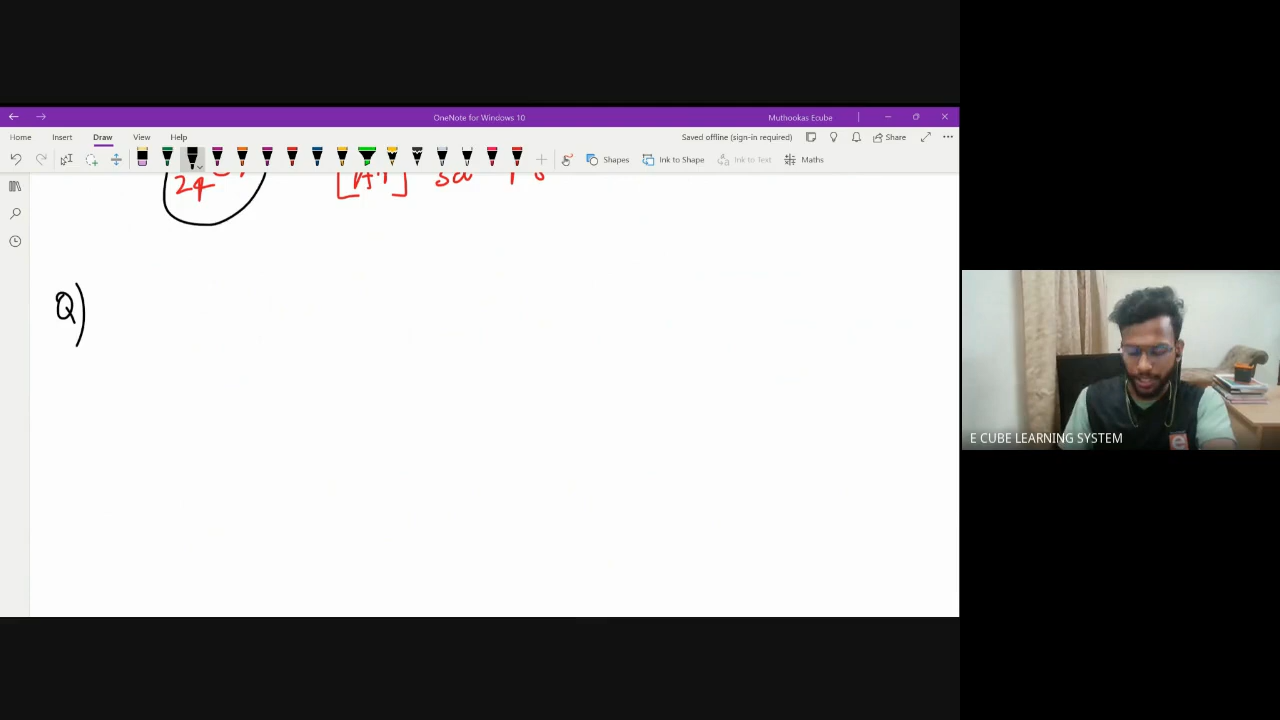 OneNote for Windows 10
Muthookas Ecube
Home Insert Draw View Help
Saved offline (sign-in required)
Share
Shapes
Ink to Shape
Ink to Text
Maths
24
[Ar]
Q)
E CUBE LEARNING SYSTEM